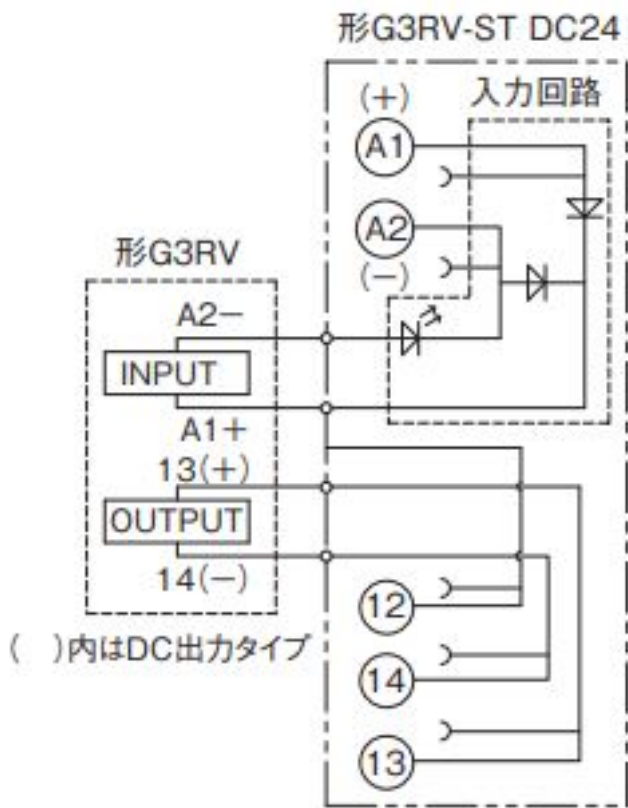 形G3RV-ST DC24
(+)
入力回路
A1
A2
(−)
形G3RV
A2−
INPUT
A1+
13(+)
OUTPUT
14(−)
( )内はDC出力タイプ
12
14
13